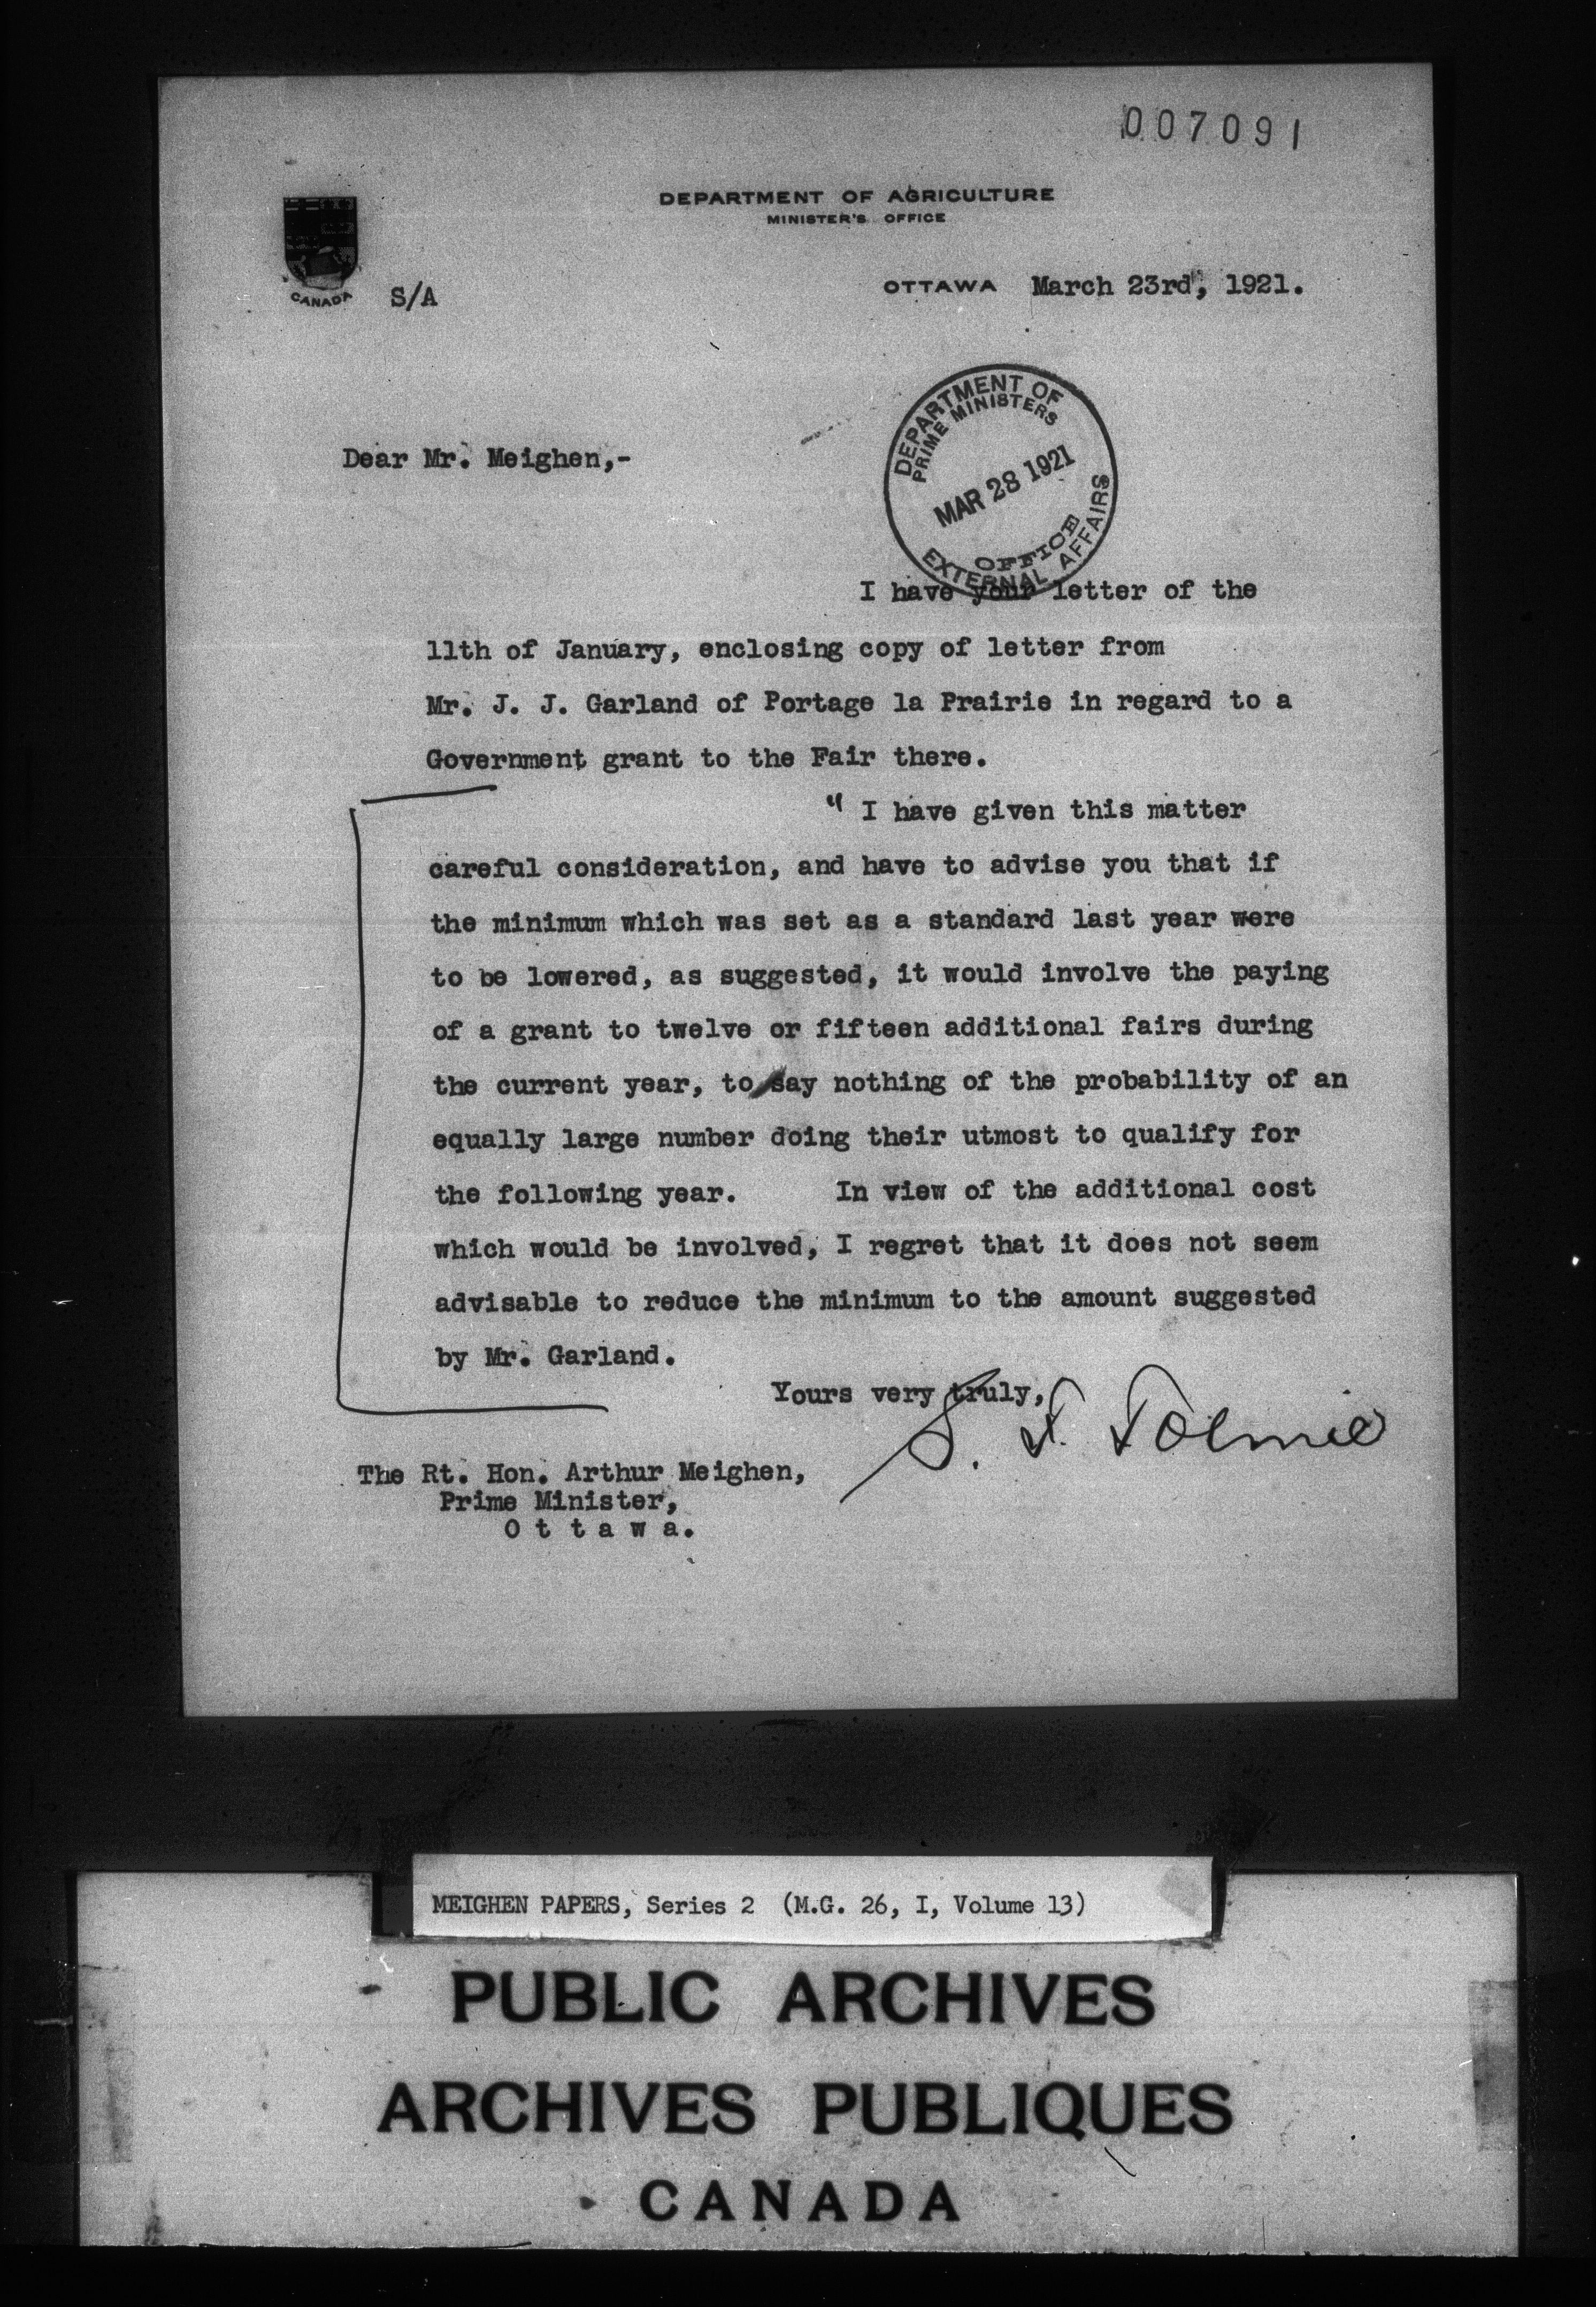 007091
DEPARTMENT OF AGRICULTURE
MINISTER'S OFFICE
CANADA
S/A
OTTAWA March 23rd, 1921.
DEPARTMENT OF
PRIME MINISTERS
MAR 28 1921
OFFICE
EXTERNAL AFFAIRS
Dear Mr. Meighen,-
I have your letter of the
11th of January, enclosing copy of letter from
Mr. J. J. Garland of Portage la Prairie in regard to a
Government grant to the Fair there.
" I have given this matter
careful consideration, and have to advise you that if
the minimum which was set as a standard last year were
to be lowered, as suggested, it would involve the paying
of a grant to twelve or fifteen additional fairs during
the current year, to say nothing of the probability of an
equally large number doing their utmost to qualify for
the following year. In view of the additional cost
which would be involved, I regret that it does not seem
advisable to reduce the minimum to the amount suggested
by Mr. Garland.
Yours very truly,
S. F. Tolmie
The Rt. Hon. Arthur Meighen,
Prime Minister,
O t t a w a.
MEIGHEN PAPERS, Series 2 (M.G. 26, I, Volume 13)
PUBLIC ARCHIVES
ARCHIVES PUBLIQUES
CANADA